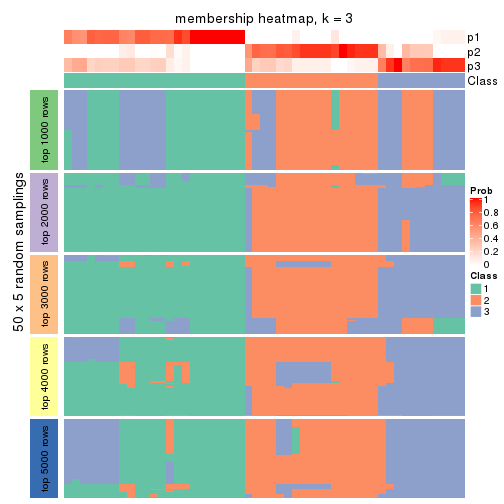 membership heatmap, k = 3
p1
p2
p3
Class
50 x 5 random samplings
top 1000 rows
top 2000 rows
top 3000 rows
top 4000 rows
top 5000 rows
Prob
1
0.8
0.6
0.4
0.2
0
Class
1
2
3